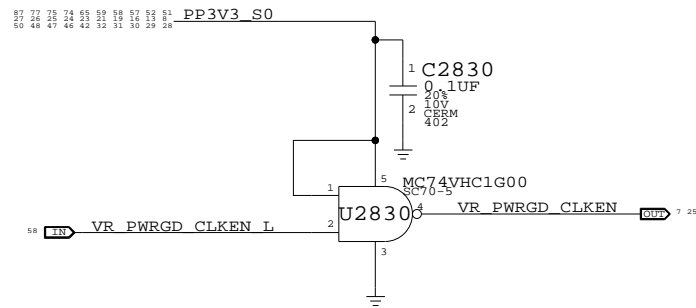 87 77 75 74 65 59 58 57 52 51
27 26 25 24 23 21 19 16 13 8
50 48 47 46 42 32 31 30 29 28
PP3V3_S0
1
C2830
0.1UF
20%
10V
2
CERM
402
5
MC74VHC1G00
SC70-5
1
U2830
4
VR_PWRGD_CLKEN
OUT
7 25
58
IN
VR_PWRGD_CLKEN_L
2
3